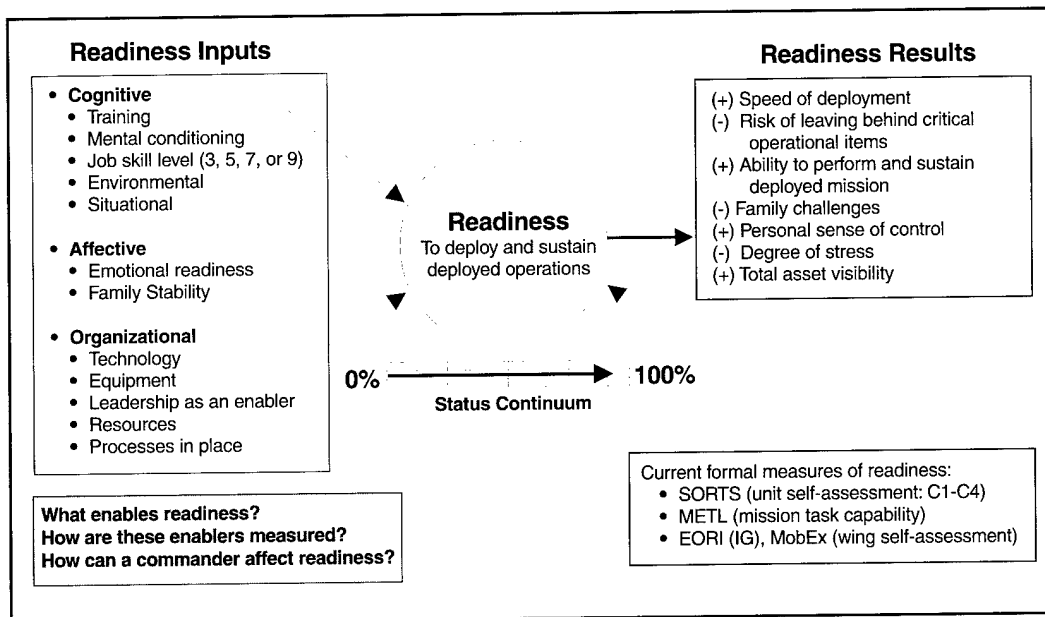 Readiness Inputs
• Cognitive
• Training
• Mental conditioning
• Job skill level (3, 5, 7, or 9)
• Environmental
• Situational
• Affective
• Emotional readiness
• Family Stability
• Organizational
• Technology
• Equipment
• Leadership as an enabler
• Resources
• Processes in place
What enables readiness?
How are these enablers measured?
How can a commander affect readiness?
Readiness
To deploy and sustain
deployed operations
0%
100%
Status Continuum
Readiness Results
(+) Speed of deployment
(-) Risk of leaving behind critical
operational items
(+) Ability to perform and sustain
deployed mission
(-) Family challenges
(+) Personal sense of control
(-) Degree of stress
(+) Total asset visibility
Current formal measures of readiness:
• SORTS (unit self-assessment: C1-C4)
• METL (mission task capability)
• EORI (IG), MobEx (wing self-assessment)